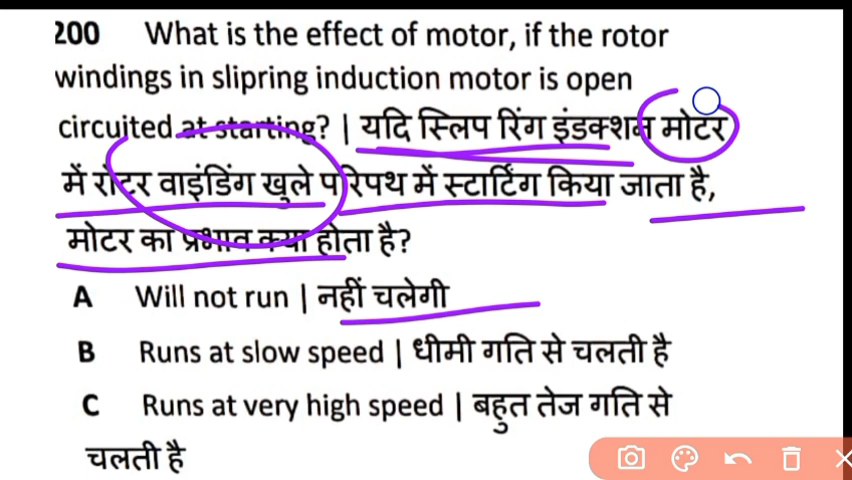 200 What is the effect of motor, if the rotor
windings in slipring induction motor is open
circuited at starting? | यदि स्लिप रिंग इंडक्शन मोटर
में रोटर वाइंडिंग खुले परिपथ में स्टार्टिंग किया जाता है,
मोटर का प्रभाव क्या होता है?
A Will not run | नहीं चलेगी
B Runs at slow speed | धीमी गति से चलती है
C Runs at very high speed | बहुत तेज गति से
चलती है